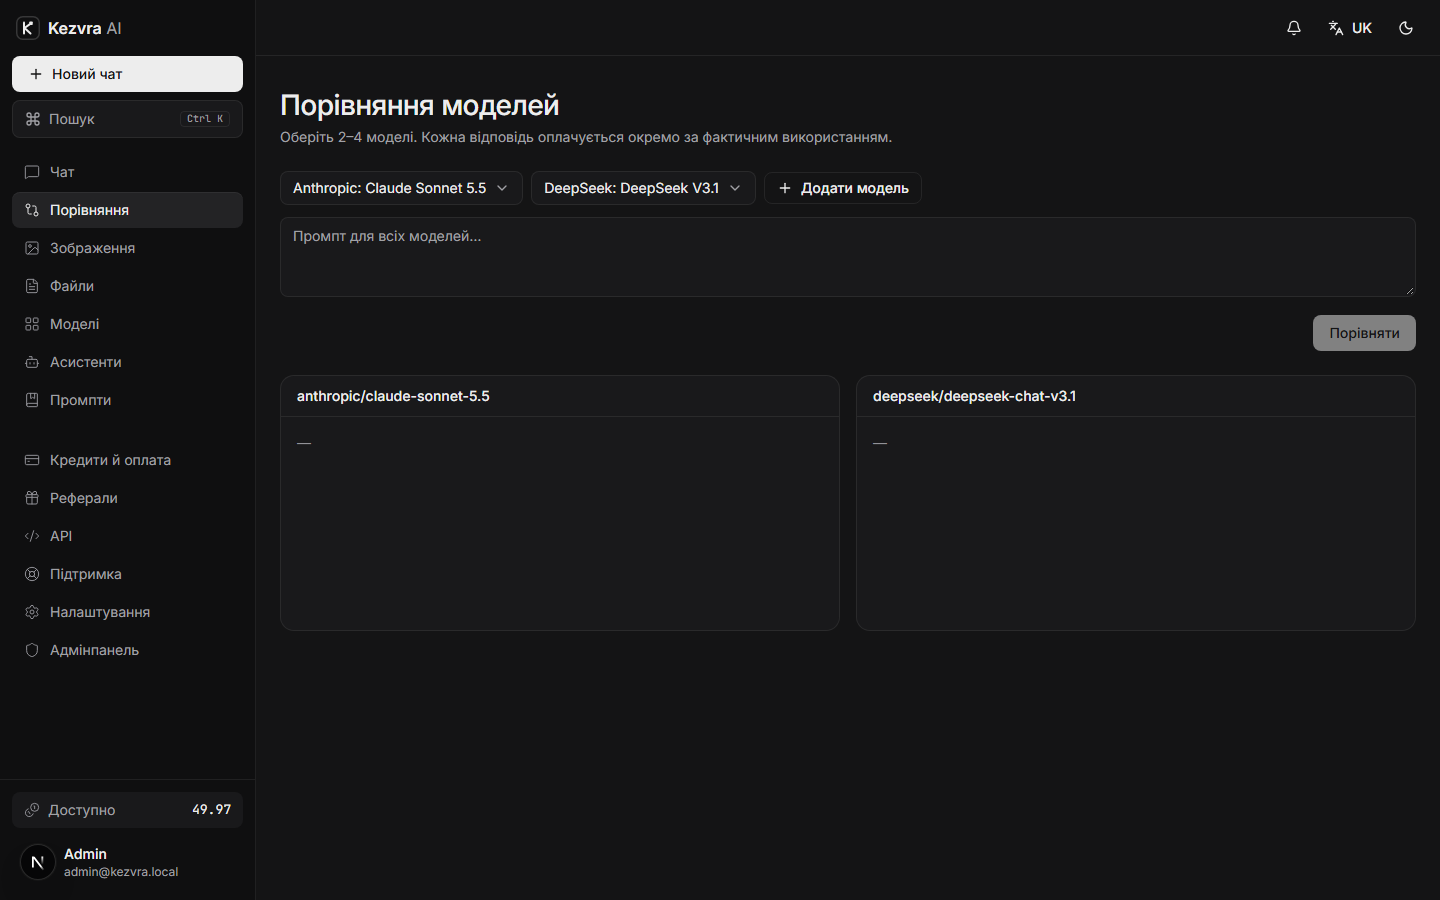 Kezvra AI
UK
Новий чат
Пошук Ctrl K
Чат
Порівняння
Зображення
Файли
Моделі
Асистенти
Промпти
Кредити й оплата
Реферали
API
Підтримка
Налаштування
Адмінпанель
Доступно 49.97
N
Admin
admin@kezvra.local
Порівняння моделей
Оберіть 2–4 моделі. Кожна відповідь оплачується окремо за фактичним використанням.
Anthropic: Claude Sonnet 5.5 DeepSeek: DeepSeek V3.1 Додати модель
Промпт для всіх моделей...
Порівняти
anthropic/claude-sonnet-5.5 deepseek/deepseek-chat-v3.1
— —